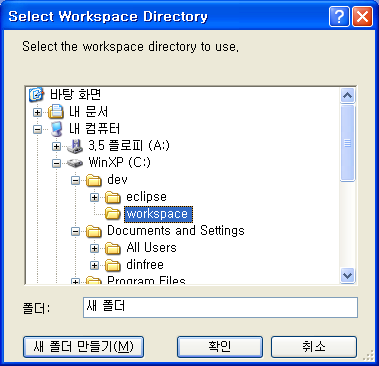 Select Workspace Directory
Select the workspace directory to use,
바탕 화면
내 문서
내 컴퓨터
3,5 플로피 (A:)
WinXP (C:)
dev
eclipse
workspace
Documents and Settings
All Users
dinfree
Program Files
폴더: 새 폴더
새 폴더 만들기(M) 확인 취소